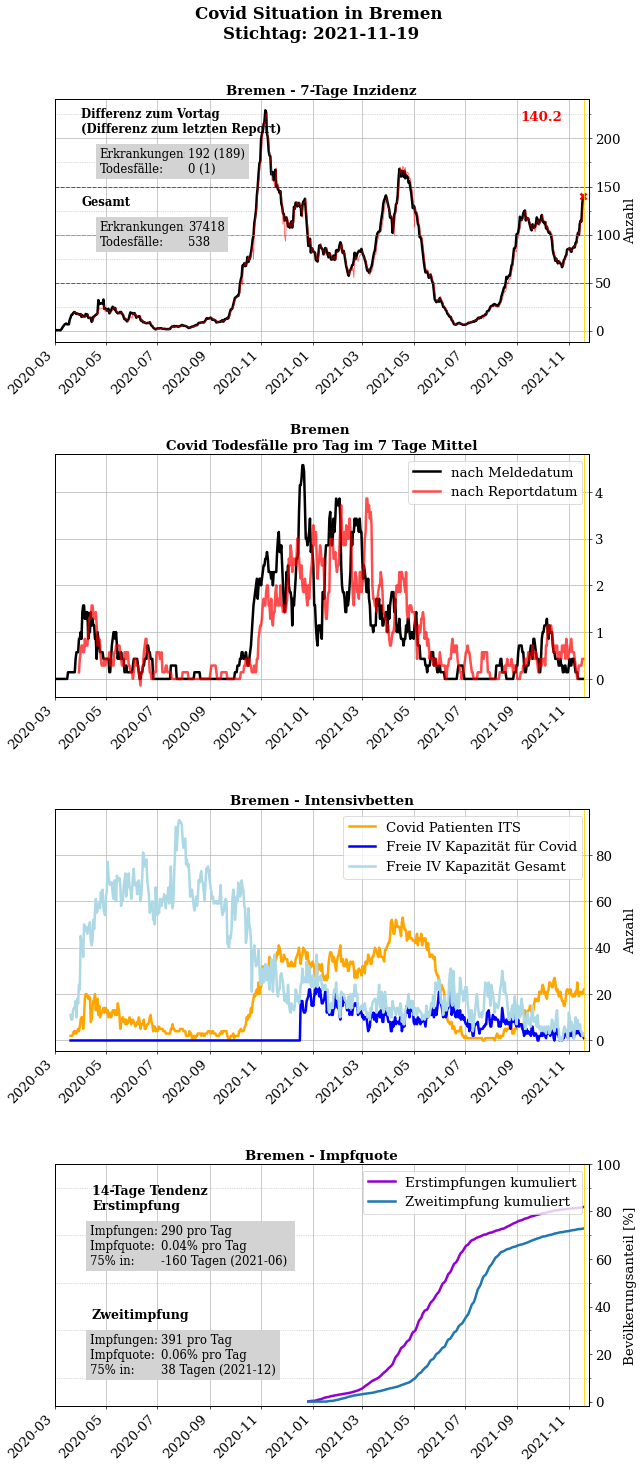 Covid Situation in Bremen
Stichtag: 2021-11-19
Bremen - 7-Tage Inzidenz
Differenz zum Vortag
(Differenz zum letzten Report)
Erkrankungen 192 (189)
Todesfälle: 0 (1)
Gesamt
Erkrankungen 37418
Todesfälle: 538
140.2
200
150
100
50
0
Anzahl
2020-03 2020-05 2020-07 2020-09 2020-11 2021-01 2021-03 2021-05 2021-07 2021-09 2021-11
Bremen
Covid Todesfälle pro Tag im 7 Tage Mittel
nach Meldedatum
nach Reportdatum
4
3
2
1
0
2020-03 2020-05 2020-07 2020-09 2020-11 2021-01 2021-03 2021-05 2021-07 2021-09 2021-11
Bremen - Intensivbetten
Covid Patienten ITS
Freie IV Kapazität für Covid
Freie IV Kapazität Gesamt
80
60
40
20
0
Anzahl
2020-03 2020-05 2020-07 2020-09 2020-11 2021-01 2021-03 2021-05 2021-07 2021-09 2021-11
Bremen - Impfquote
14-Tage Tendenz
Erstimpfung
Impfungen: 290 pro Tag
Impfquote: 0.04% pro Tag
75% in: -160 Tagen (2021-06)
Zweitimpfung
Impfungen: 391 pro Tag
Impfquote: 0.06% pro Tag
75% in: 38 Tagen (2021-12)
Erstimpfungen kumuliert
Zweitimpfung kumuliert
100
80
60
40
20
0
Bevölkerungsanteil [%]
2020-03 2020-05 2020-07 2020-09 2020-11 2021-01 2021-03 2021-05 2021-07 2021-09 2021-11